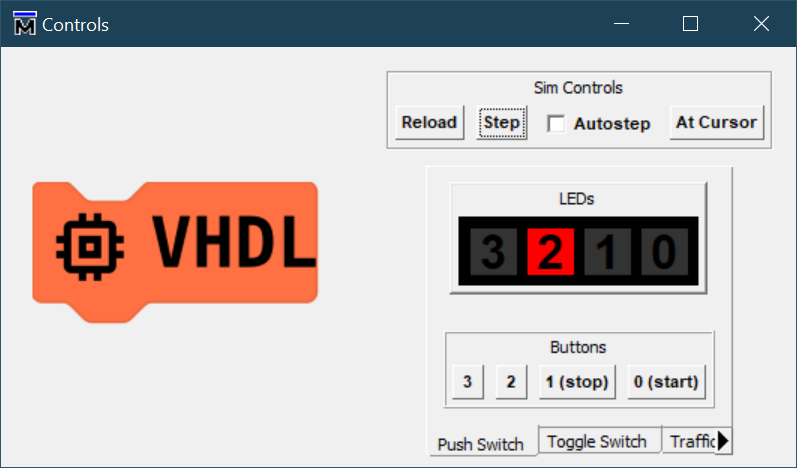 Controls
Sim Controls
Reload Step Autostep At Cursor
VHDL
LEDs
3 2 1 0
Buttons
3 2 1 (stop) 0 (start)
Push Switch Toggle Switch Traffic